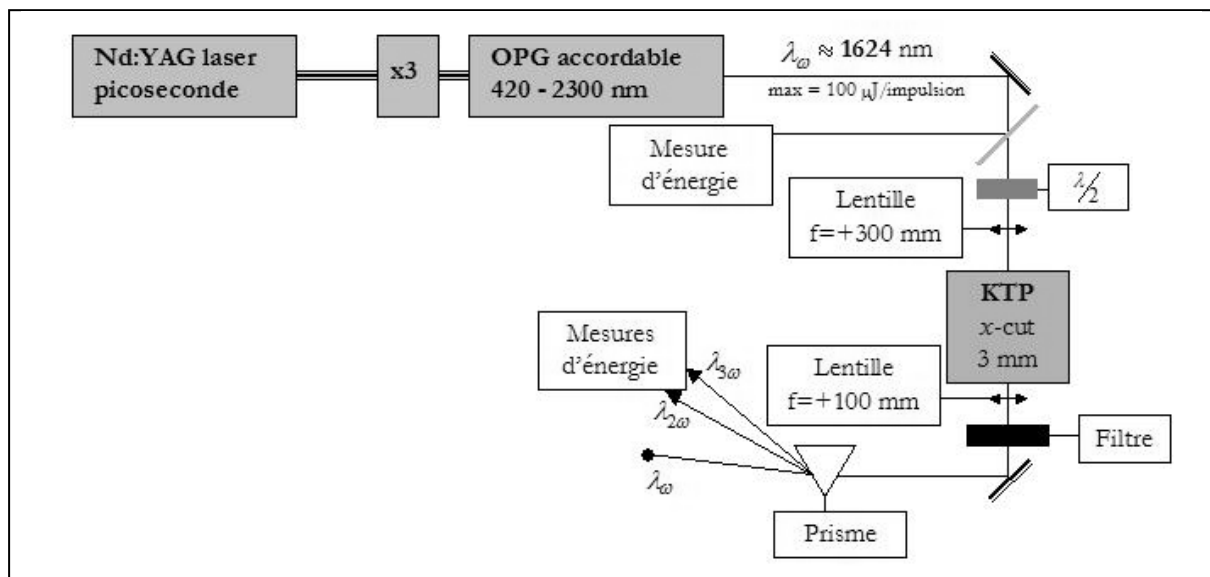 Nd:YAG laser
picoseconde
x3
OPG accordable
420 - 2300 nm
λω ≈ 1624 nm
max = 100 μJ/impulsion
Mesure
d'énergie
λ/2
Lentille
f=+300 mm
KTP
x-cut
3 mm
Mesures
d'énergie
Lentille
f=+100 mm
λ3ω
λ2ω
λω
Filtre
Prisme